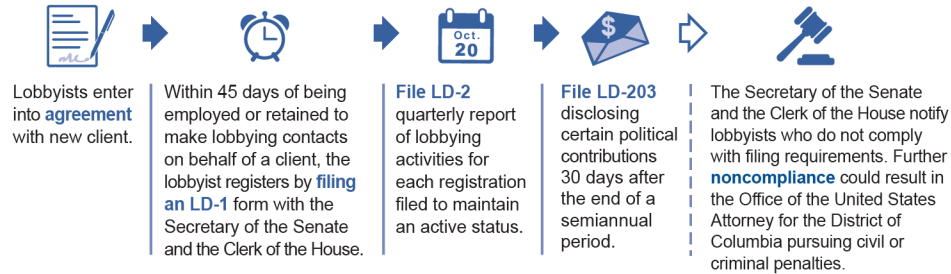 Oct.
20
$
Lobbyists enter
into agreement
with new client.
Within 45 days of being
employed or retained to
make lobbying contacts
on behalf of a client, the
lobbyist registers by filing
an LD-1 form with the
Secretary of the Senate
and the Clerk of the House.
File LD-2
quarterly report
of lobbying
activities for
each registration
filed to maintain
an active status.
File LD-203
disclosing
certain political
contributions
30 days after
the end of a
semiannual
period.
The Secretary of the Senate
and the Clerk of the House notify
lobbyists who do not comply
with filing requirements. Further
noncompliance could result in
the Office of the United States
Attorney for the District of
Columbia pursuing civil or
criminal penalties.